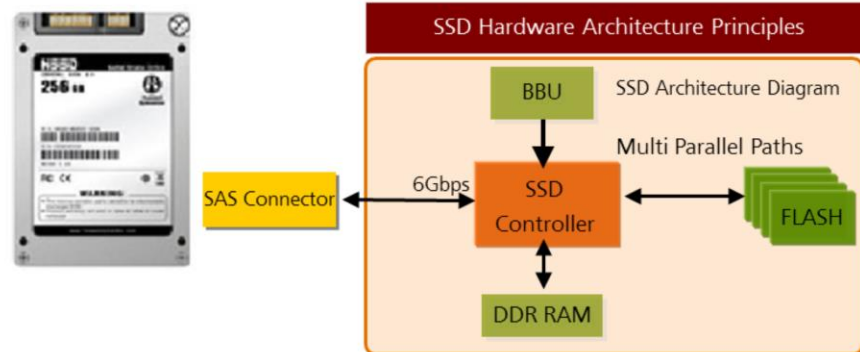 SSD Hardware Architecture Principles
HSSD
256 GB
WARNING
BBU
SSD Architecture Diagram
Multi Parallel Paths
6Gbps
SAS Connector
SSD
Controller
FLASH
DDR RAM